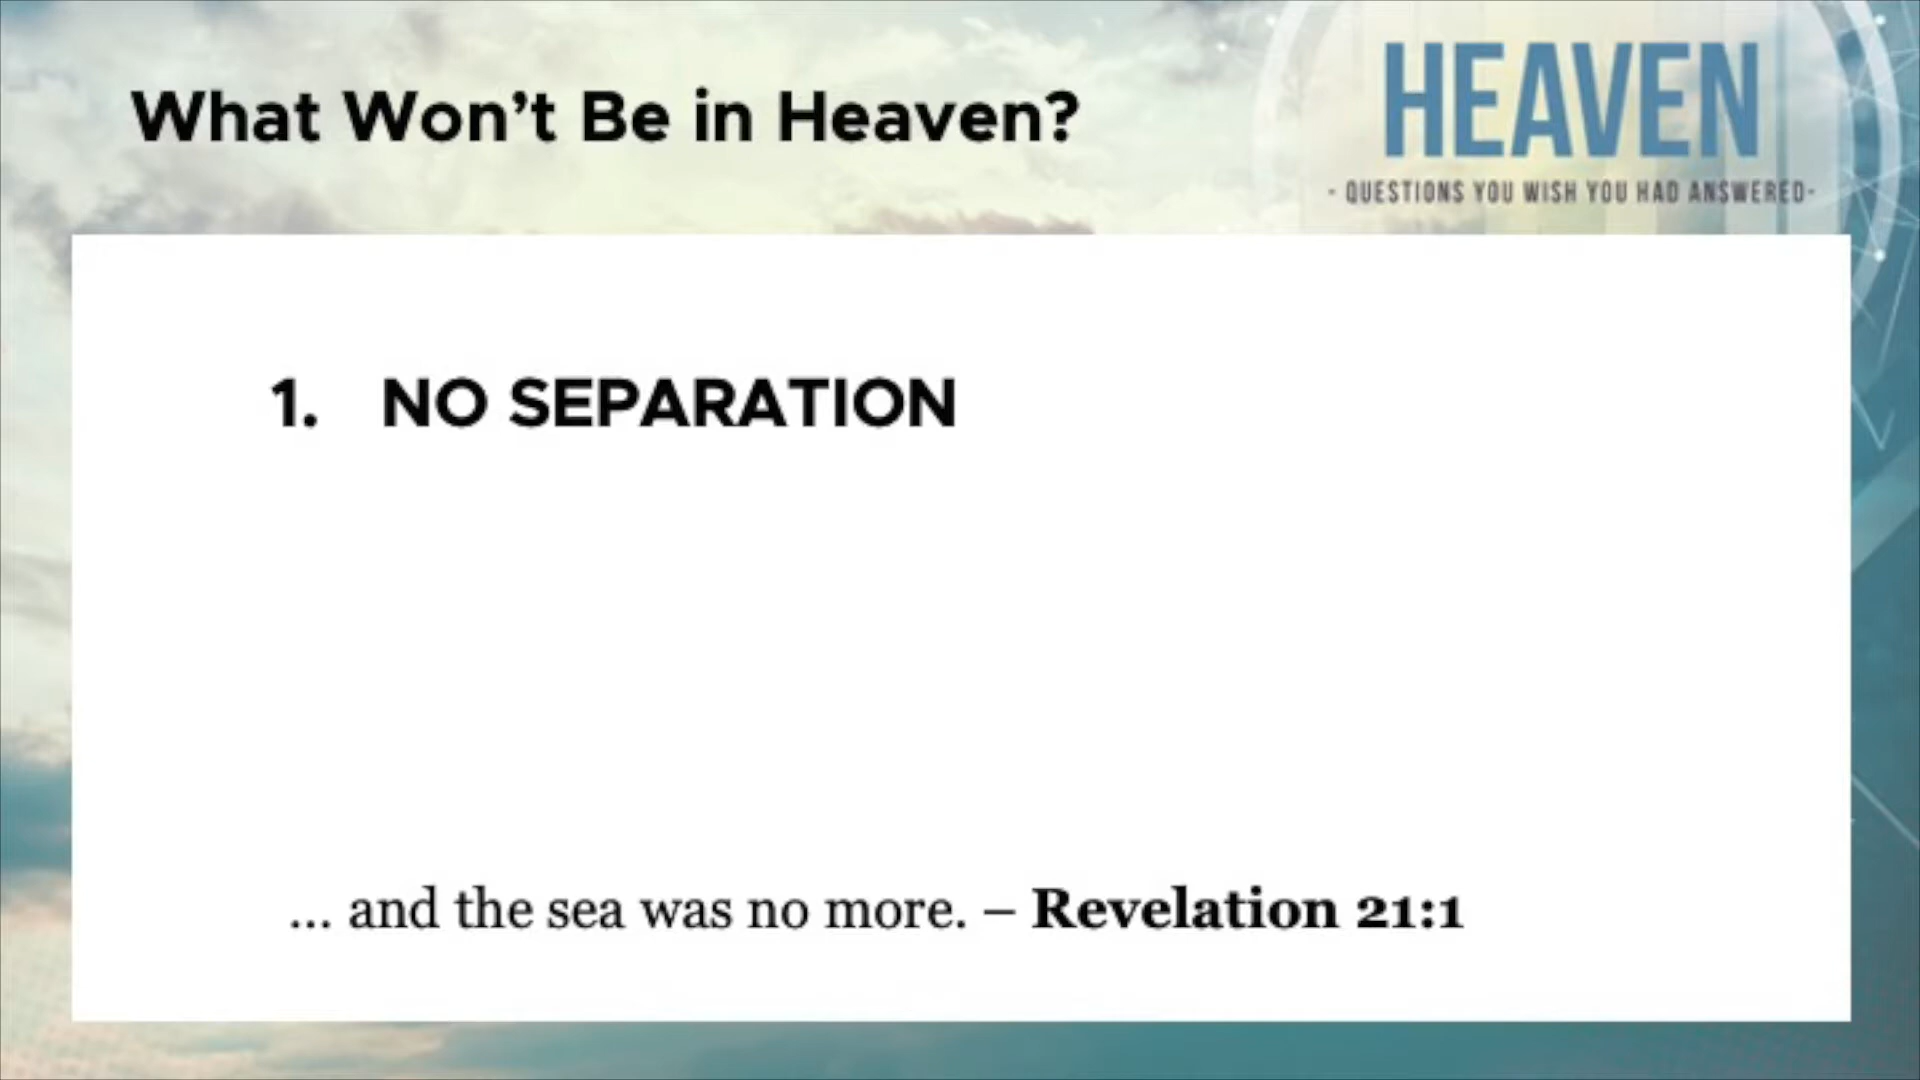 What Won’t Be in Heaven?
HEAVEN
- QUESTIONS YOU WISH YOU HAD ANSWERED-
1. NO SEPARATION
... and the sea was no more. – Revelation 21:1